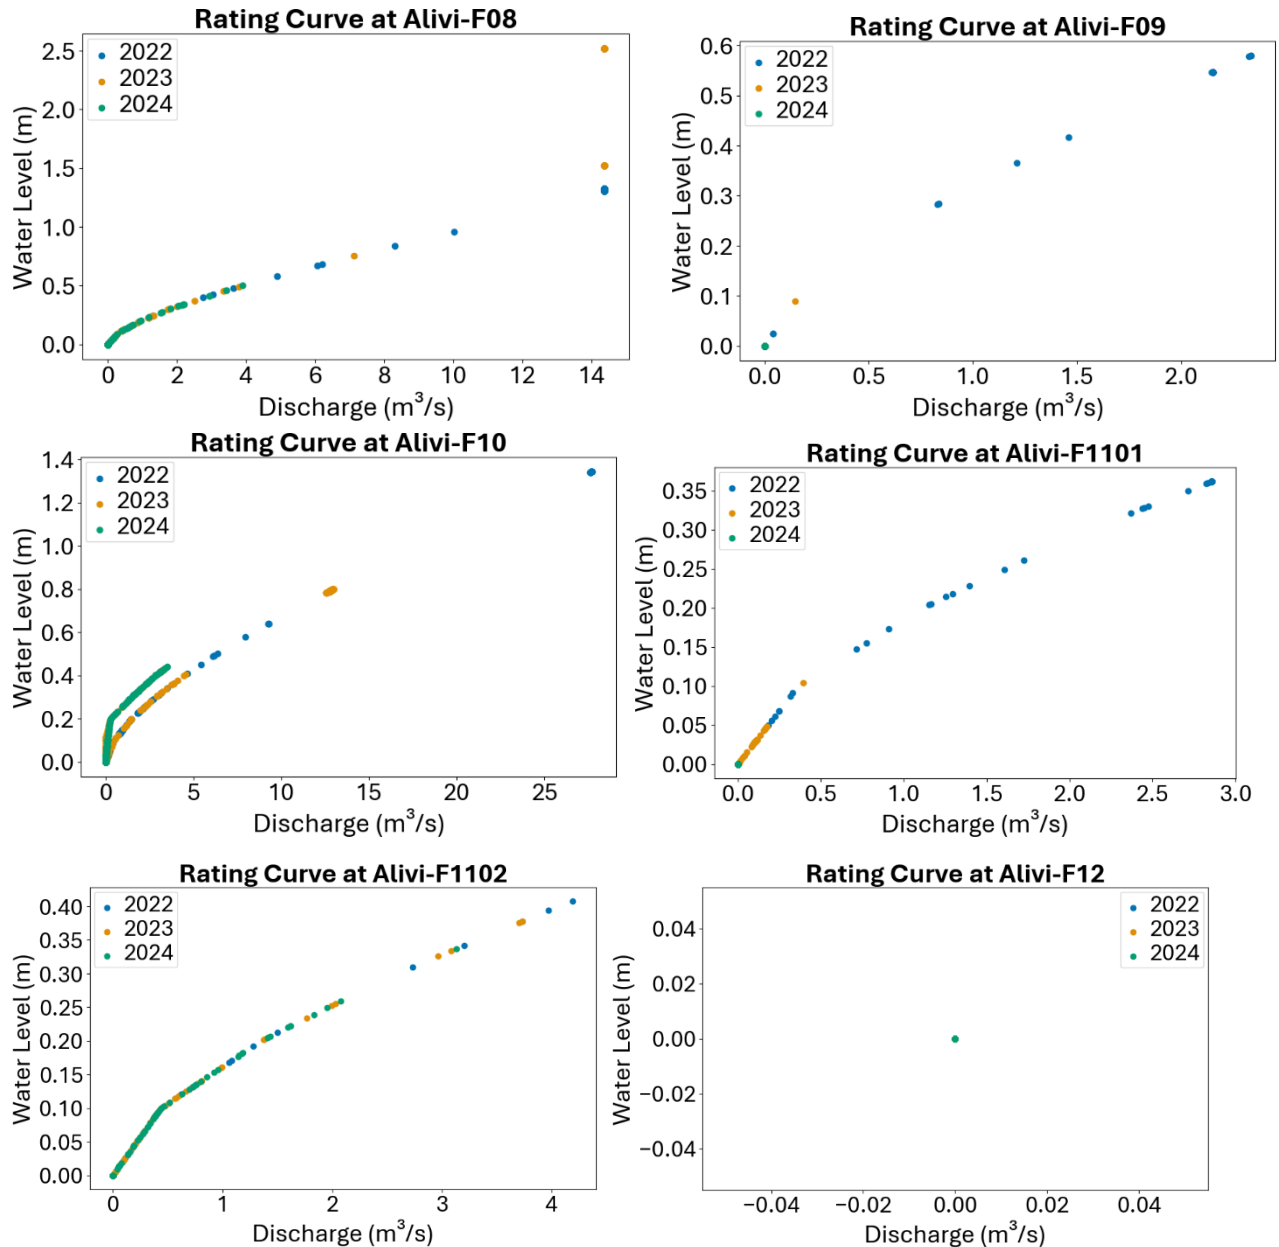 Rating Curve at Alivi-F08
2022
2023
2024
2.5
2.0
1.5
1.0
0.5
0.0
Water Level (m)
0 2 4 6 8 10 12 14
Discharge (m³/s)
Rating Curve at Alivi-F09
2022
2023
2024
0.6
0.5
0.4
0.3
0.2
0.1
0.0
Water Level (m)
0.0 0.5 1.0 1.5 2.0
Discharge (m³/s)
Rating Curve at Alivi-F10
2022
2023
2024
1.4
1.2
1.0
0.8
0.6
0.4
0.2
0.0
Water Level (m)
0 5 10 15 20 25
Discharge (m³/s)
Rating Curve at Alivi-F1101
2022
2023
2024
0.35
0.30
0.25
0.20
0.15
0.10
0.05
0.00
Water Level (m)
0.0 0.5 1.0 1.5 2.0 2.5 3.0
Discharge (m³/s)
Rating Curve at Alivi-F1102
2022
2023
2024
0.40
0.35
0.30
0.25
0.20
0.15
0.10
0.05
0.00
Water Level (m)
0 1 2 3 4
Discharge (m³/s)
Rating Curve at Alivi-F12
2022
2023
2024
0.04
0.02
0.00
−0.02
−0.04
Water Level (m)
−0.04 −0.02 0.00 0.02 0.04
Discharge (m³/s)